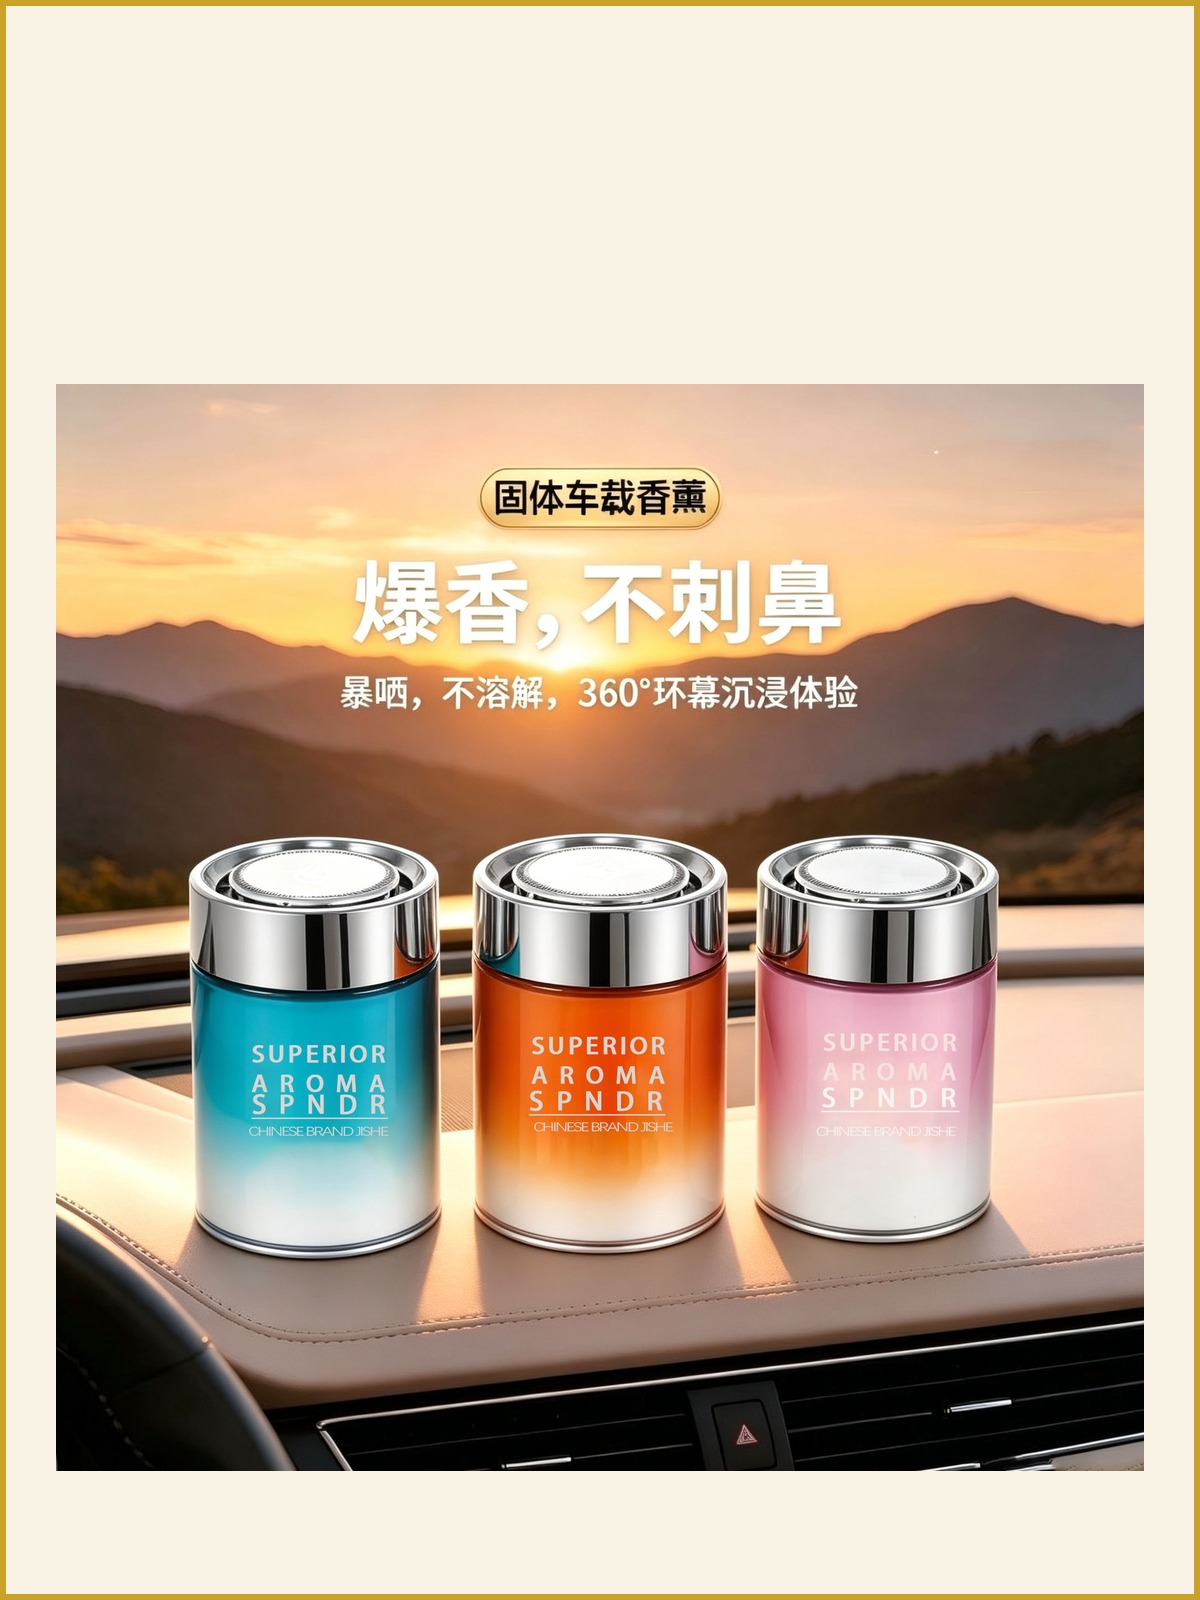 固体车载香薰
爆香，不刺鼻
暴晒，不溶解，360°环幕沉浸体验
SUPERIOR
AROMA
SPNDR
CHINESE BRAND JISHE
SUPERIOR
AROMA
SPNDR
CHINESE BRAND JISHE
SUPERIOR
AROMA
SPNDR
CHINESE BRAND JISHE